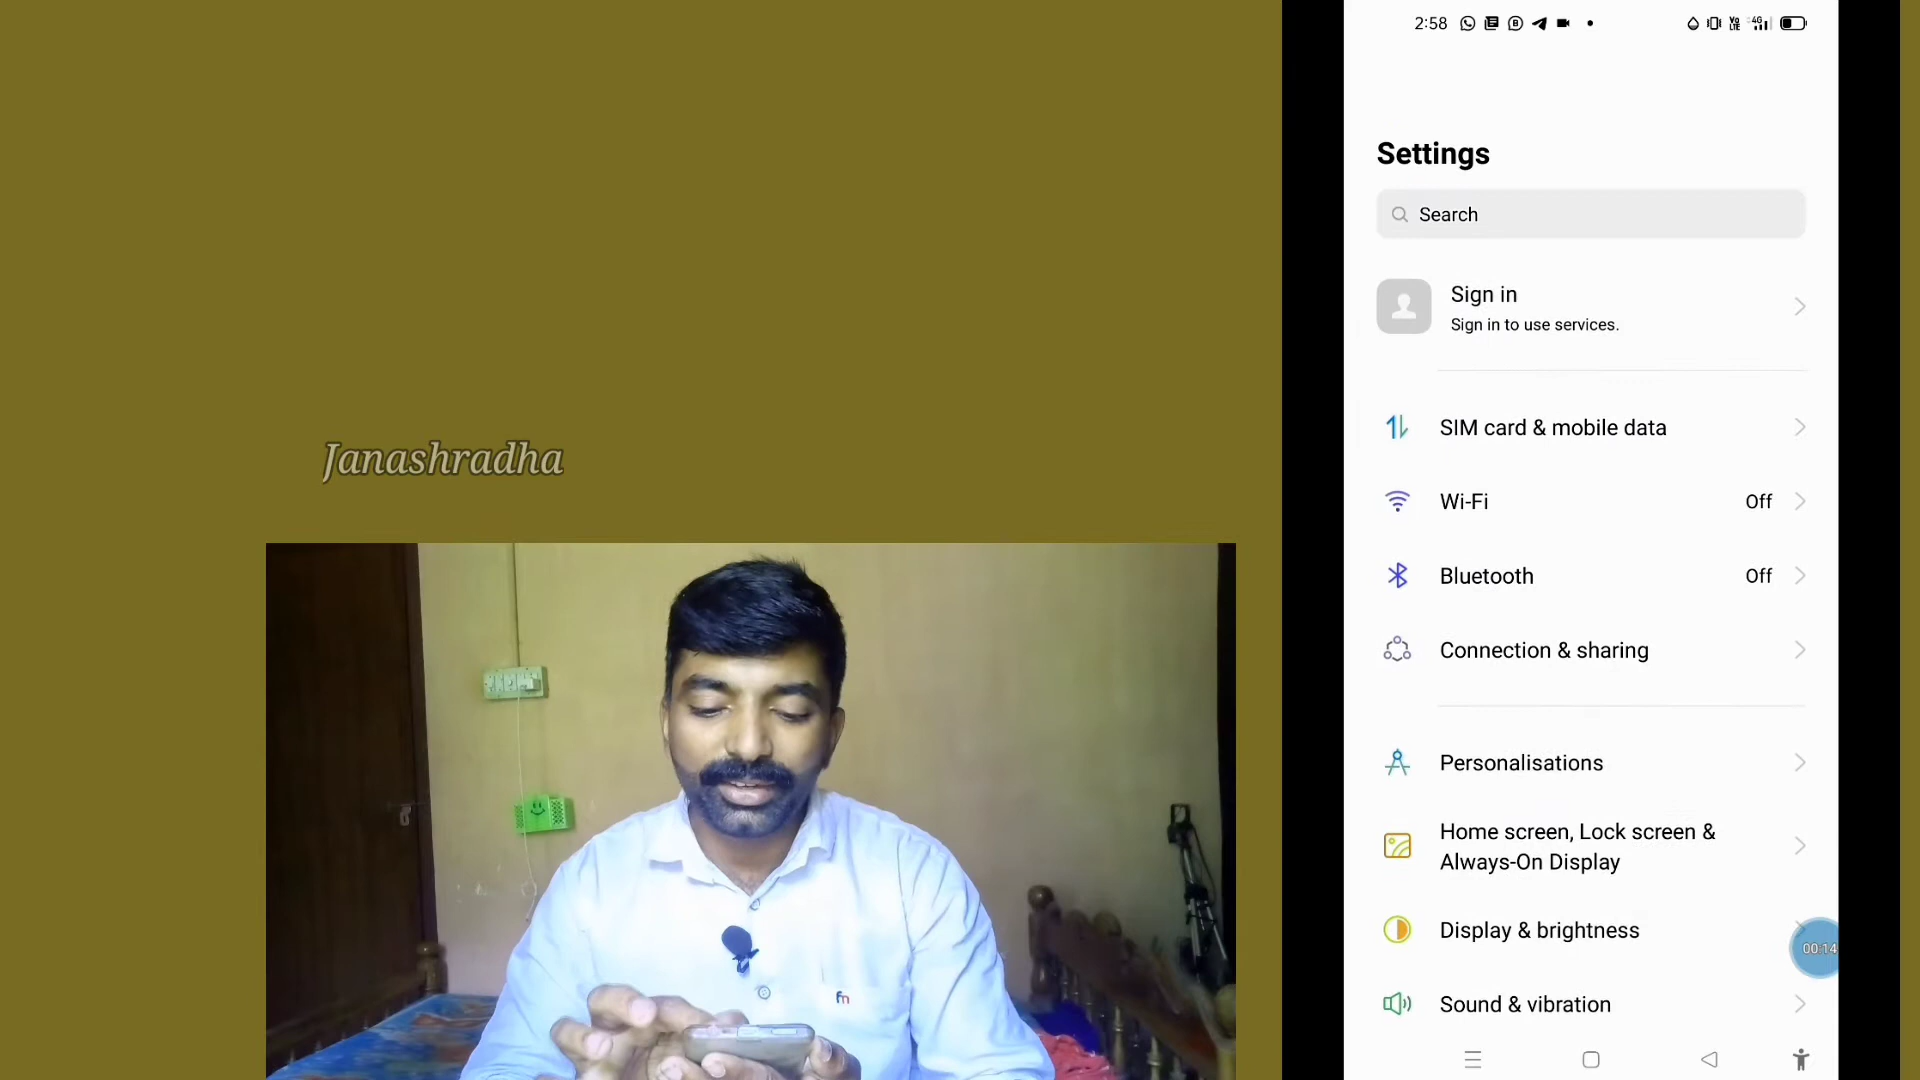 Janashradha
2:58
Settings
Search
Sign in
Sign in to use services.
SIM card & mobile data
Wi-Fi Off
Bluetooth Off
Connection & sharing
Personalisations
Home screen, Lock screen &
Always-On Display
Display & brightness
00:14
Sound & vibration